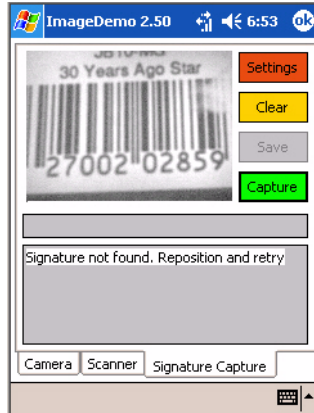 ImageDemo 2.50 6:53 ok
30 Years Ago Star
27002 02859
Settings
Clear
Save
Capture
Signature not found. Reposition and retry
Camera Scanner Signature Capture